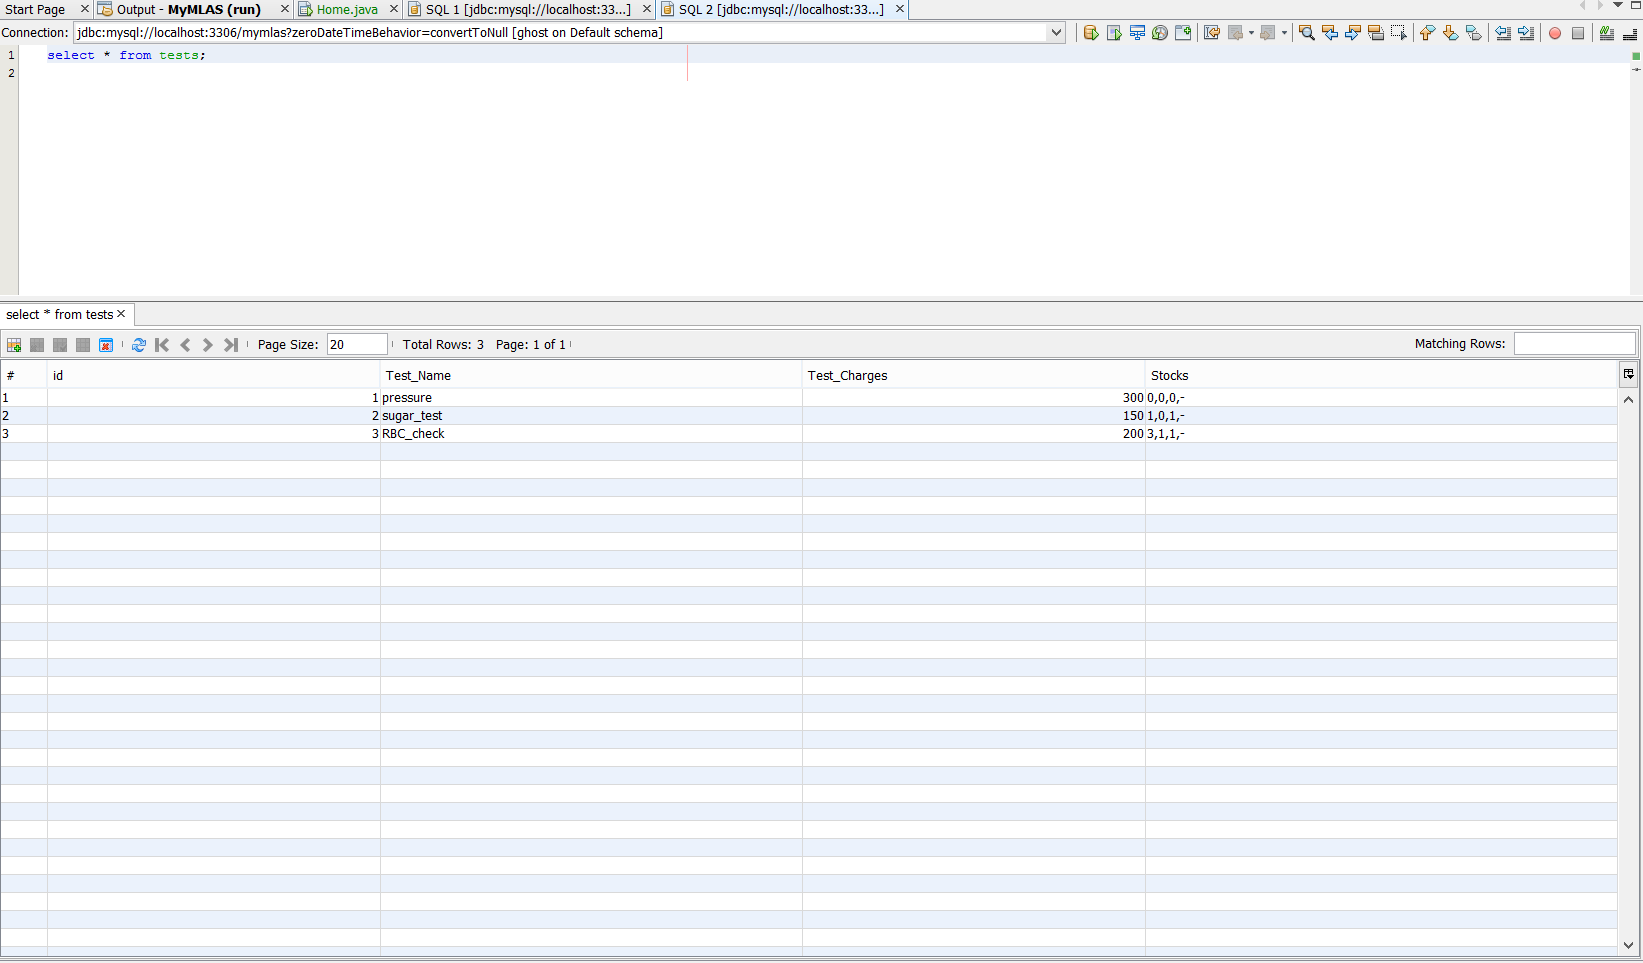 Start Page Output - MyMLAS (run) Home.java SQL 1 [jdbc:mysql://localhost:33...] SQL 2 [jdbc:mysql://localhost:33...]
Connection: jdbc:mysql://localhost:3306/mymlas?zeroDateTimeBehavior=convertToNull [ghost on Default schema]
1 select * from tests;
2
select * from tests
Page Size: 20 Total Rows: 3 Page: 1 of 1 Matching Rows:
# id Test_Name Test_Charges Stocks
1 1 pressure 300 0,0,0,-
2 2 sugar_test 150 1,0,1,-
3 3 RBC_check 200 3,1,1,-